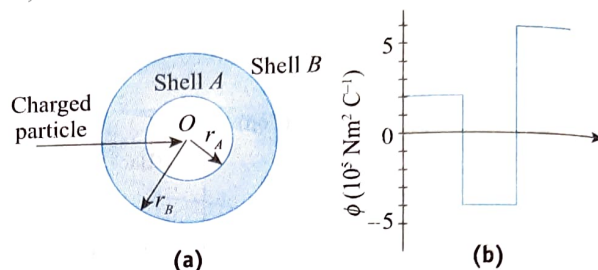 Shell B
Shell A
Charged
particle
O
r_A
r_B
(a)
5
0
--5
ϕ (10⁵ Nm² C⁻¹)
(b)